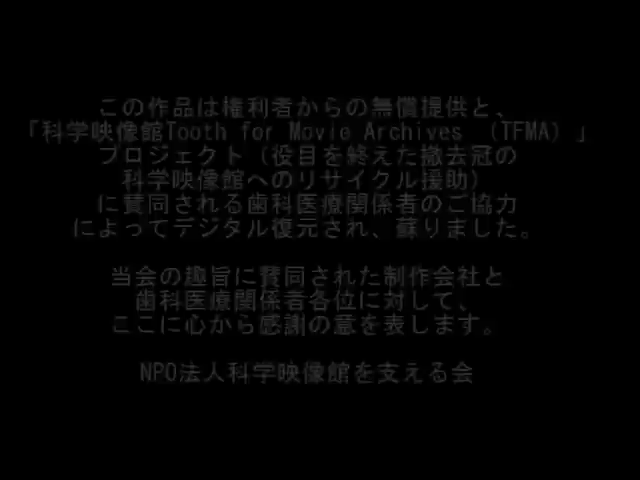 この作品は権利者からの無償提供と、
「科学映像館Tooth for Movie Archives （TFMA）」
プロジェクト（役目を終えた撤去冠の
科学映像館へのリサイクル援助）
に賛同される歯科医療関係者のご協力
によってデジタル復元され、蘇りました。
当会の趣旨に賛同された制作会社と
歯科医療関係者各位に対して、
ここに心から感謝の意を表します。
NPO法人科学映像館を支える会